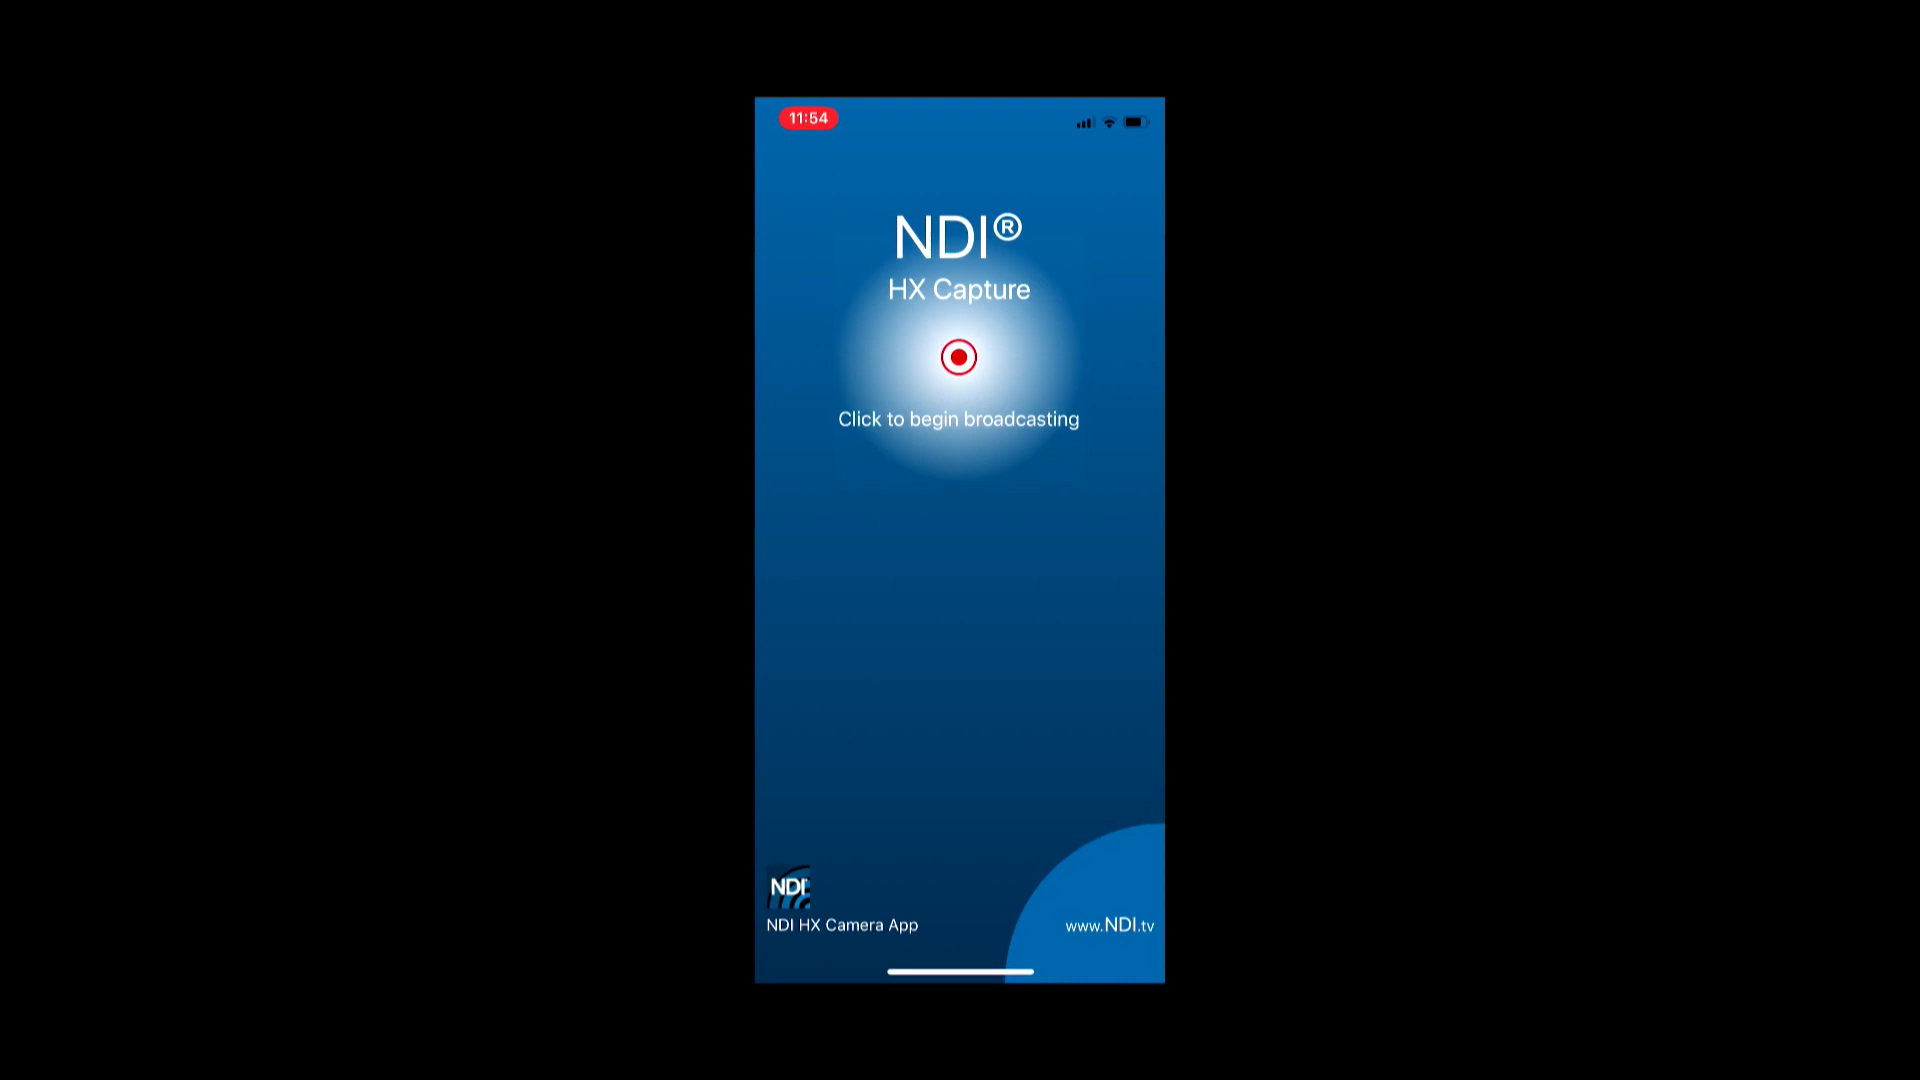 11:54
NDI®
HX Capture
Click to begin broadcasting
NDI
NDI HX Camera App
www.NDI.tv